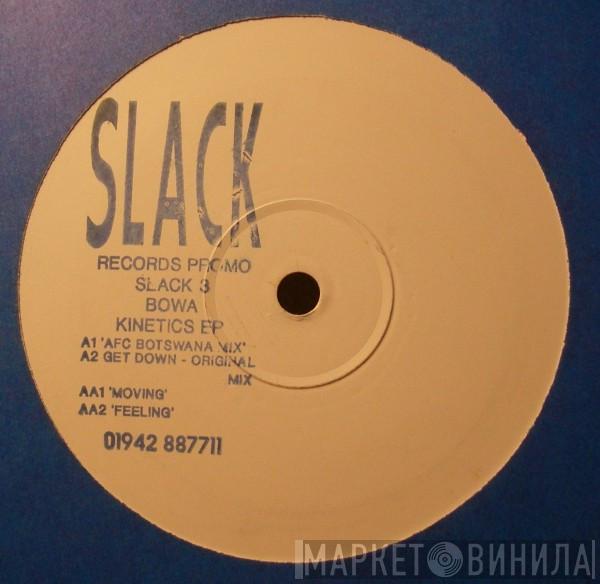 SLACK
RECORDS PROMO
SLACK 3
BOWA
KINETICS EP
A1 'AFC BOTSWANA MIX'
A2 GET DOWN - ORIGINAL
MIX
AA1 'MOVING'
AA2 'FEELING'
01942 887711
МАРКЕТ ВИНИЛА